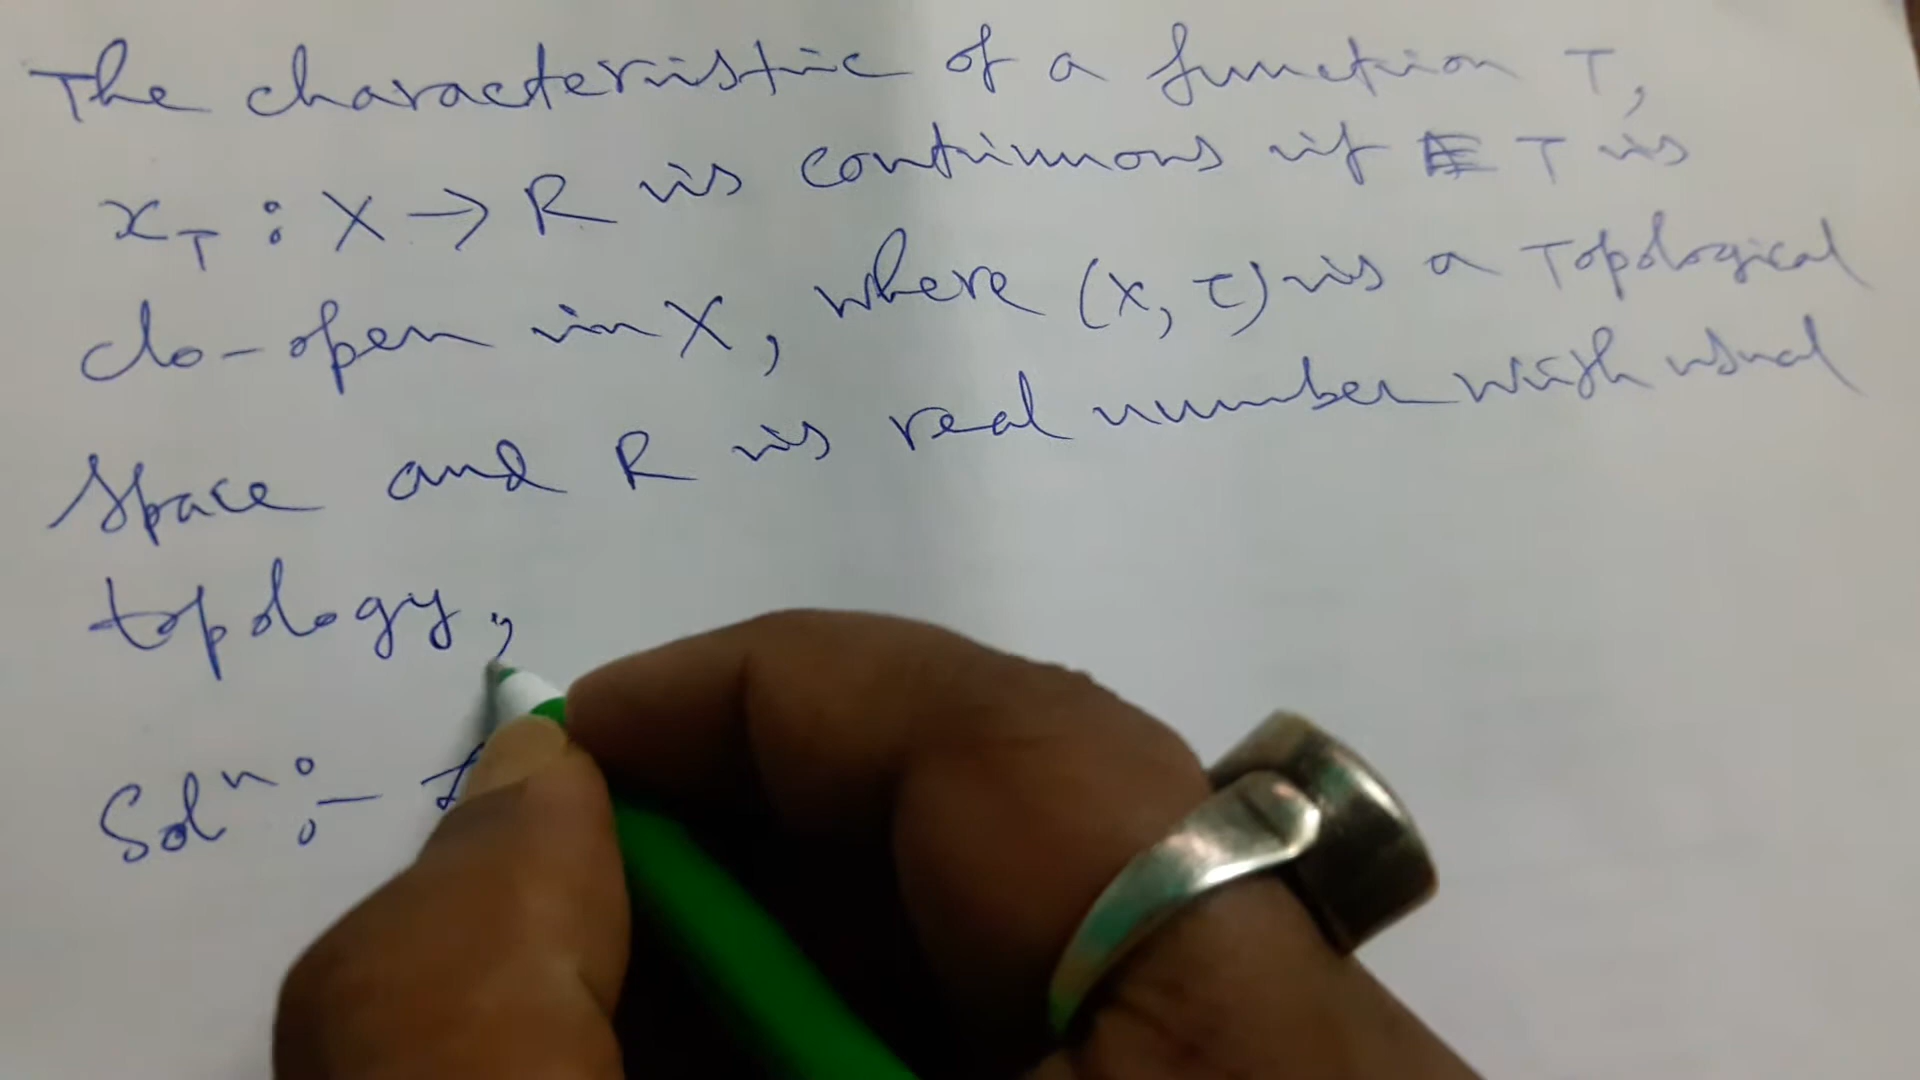 The characteristic of a function T,
x_T : X → R is continuous if T is
clo-open in X, where (X, τ) is a Topological
space and R is real number with usual
topology,
Solⁿ :-